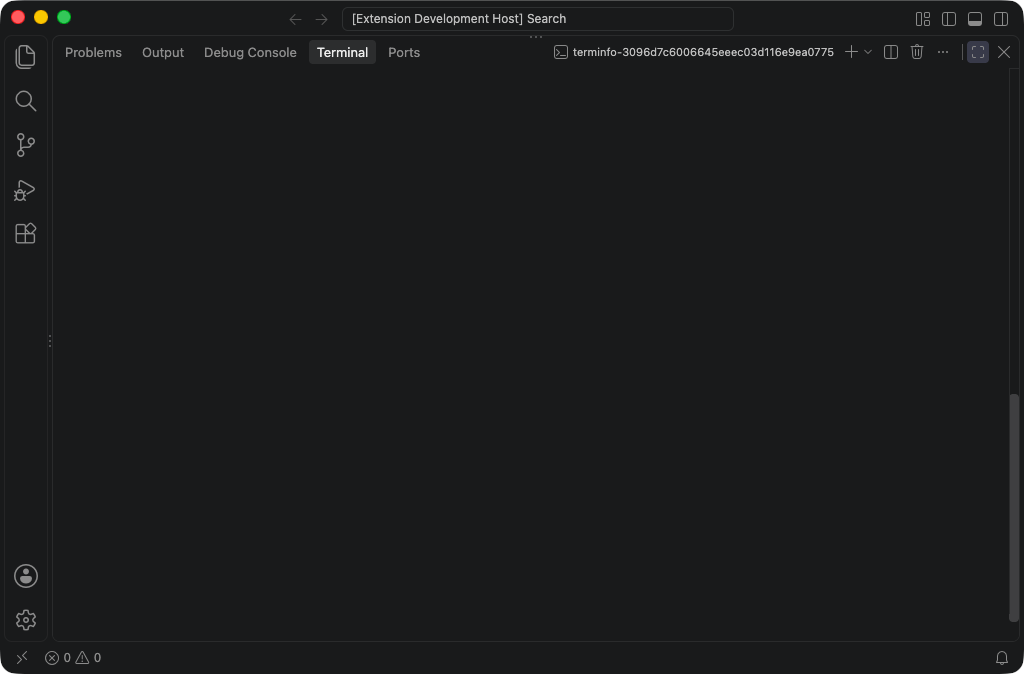 [Extension Development Host] Search
Problems Output Debug Console Terminal Ports
terminfo-3096d7c6006645eeec03d116e9ea0775
0 0